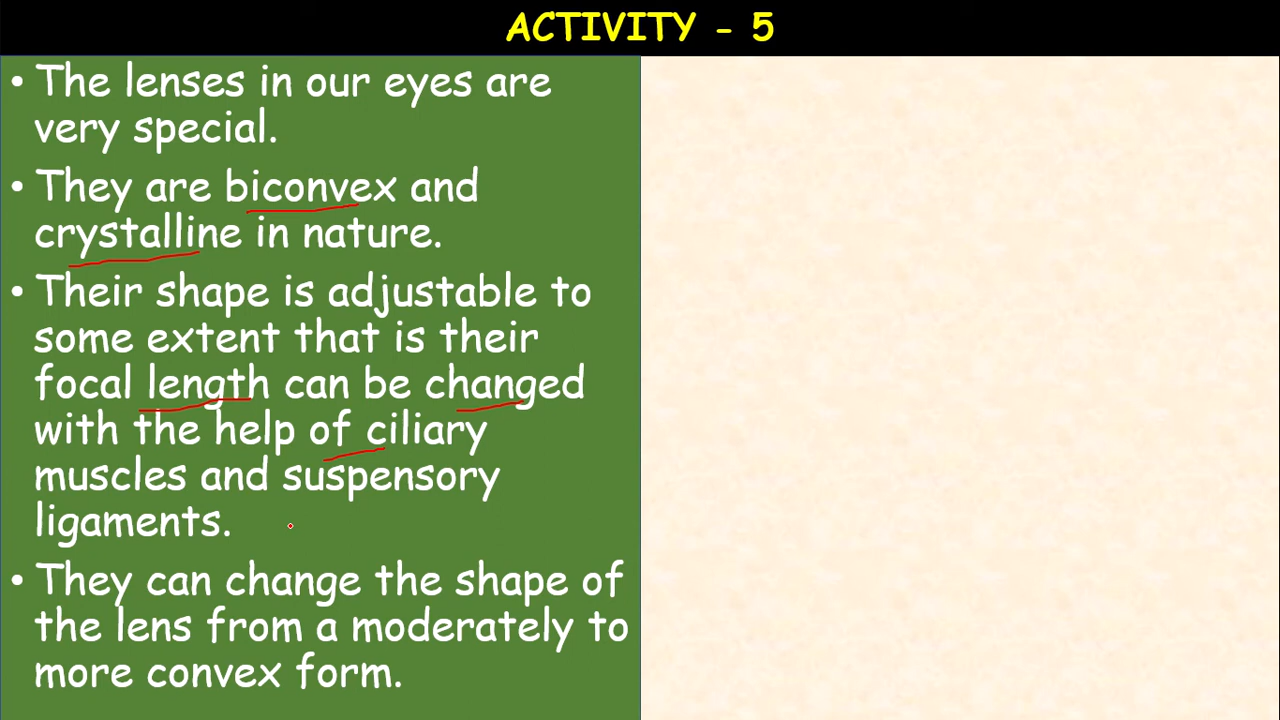 ACTIVITY - 5
• The lenses in our eyes are
very special.
• They are biconvex and
crystalline in nature.
• Their shape is adjustable to
some extent that is their
focal length can be changed
with the help of ciliary
muscles and suspensory
ligaments.
• They can change the shape of
the lens from a moderately to
more convex form.